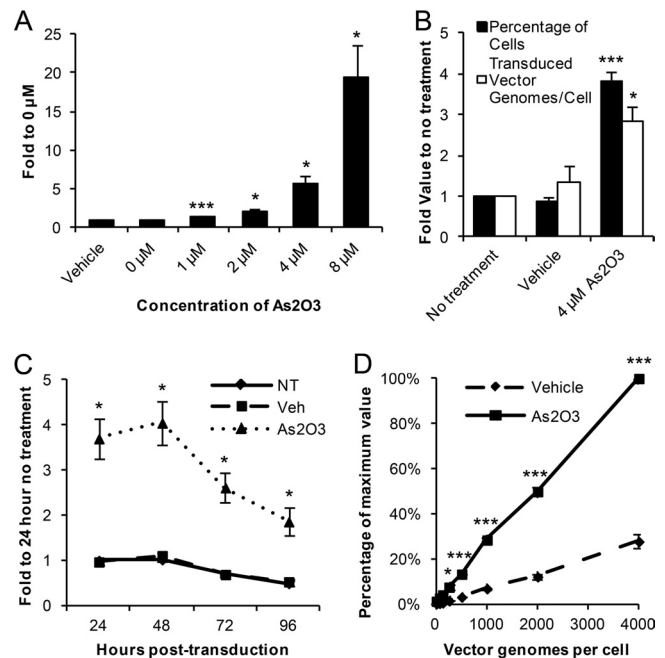 A
Fold to 0 µM
25
20
15
10
5
0
***
*
*
*
Vehicle
0 µM
1 µM
2 µM
4 µM
8 µM
Concentration of As2O3
B
Fold Value to no treatment
5
4
3
2
1
0
Percentage of
Cells
Transduced
Vector
Genomes/Cell
***
*
No treatment
Vehicle
4 µM As2O3
C
Fold to 24 hour no treatment
5
4
3
2
1
0
NT
Veh
As2O3
*
*
*
*
24
48
72
96
Hours post-transduction
D
Percentage of maximum value
100%
80%
60%
40%
20%
0%
Vehicle
As2O3
*
***
***
***
***
0
1000
2000
3000
4000
Vector genomes per cell